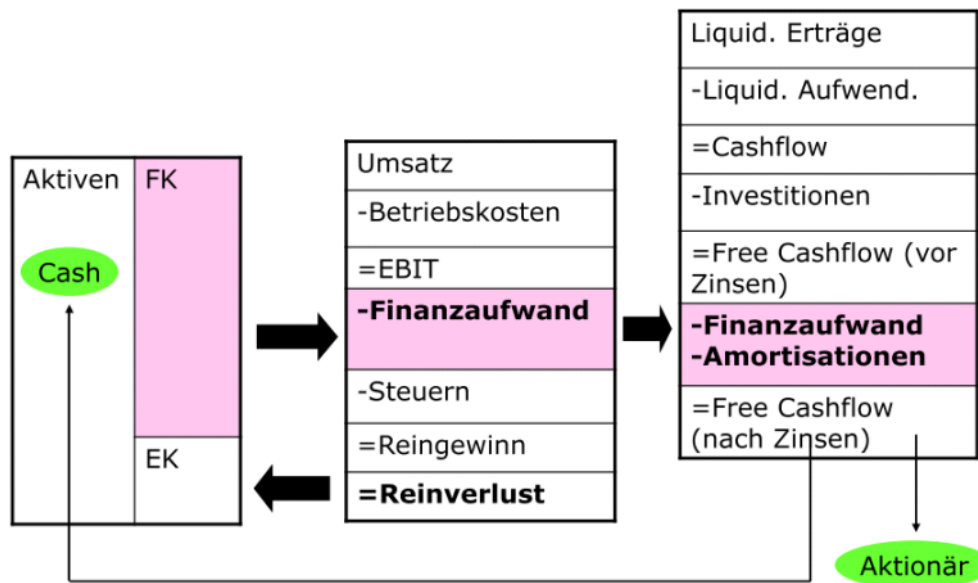 Aktiven
FK
Cash
EK
Umsatz
-Betriebskosten
=EBIT
-Finanzaufwand
-Steuern
=Reingewinn
=Reinverlust
Liquid. Erträge
-Liquid. Aufwend.
=Cashflow
-Investitionen
=Free Cashflow (vor
Zinsen)
-Finanzaufwand
-Amortisationen
=Free Cashflow
(nach Zinsen)
Aktionär